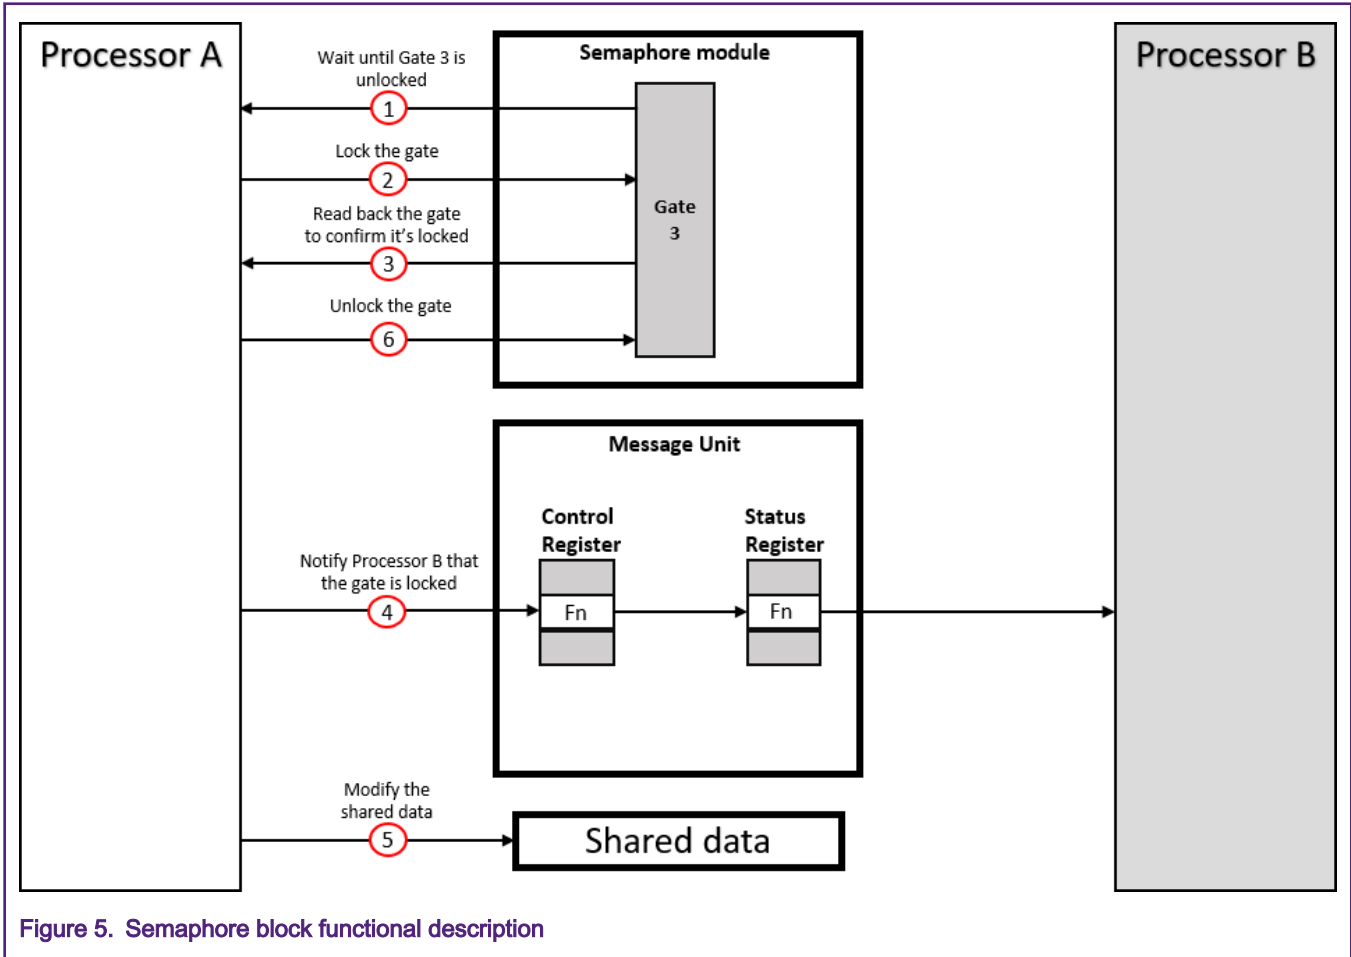 Processor A
Wait until Gate 3 is
unlocked
1
Lock the gate
2
Read back the gate
to confirm it's locked
3
Unlock the gate
6
Semaphore module
Gate
3
Processor B
Message Unit
Control
Register
Status
Register
Notify Processor B that
the gate is locked
4
Fn
Fn
Modify the
shared data
5
Shared data
Figure 5. Semaphore block functional description